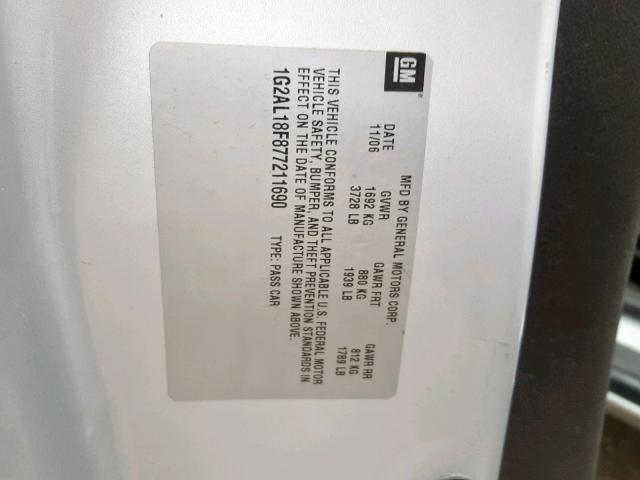 GM
MFD BY GENERAL MOTORS CORP.
DATE GVWR GAWR FRT GAWR RR
11/06 1692 KG 880 KG 812 KG
3728 LB 1939 LB 1789 LB
THIS VEHICLE CONFORMS TO ALL APPLICABLE U.S. FEDERAL MOTOR
VEHICLE SAFETY, BUMPER, AND THEFT PREVENTION STANDARDS IN
EFFECT ON THE DATE OF MANUFACTURE SHOWN ABOVE.
1G2AL18F877211690 TYPE: PASS CAR